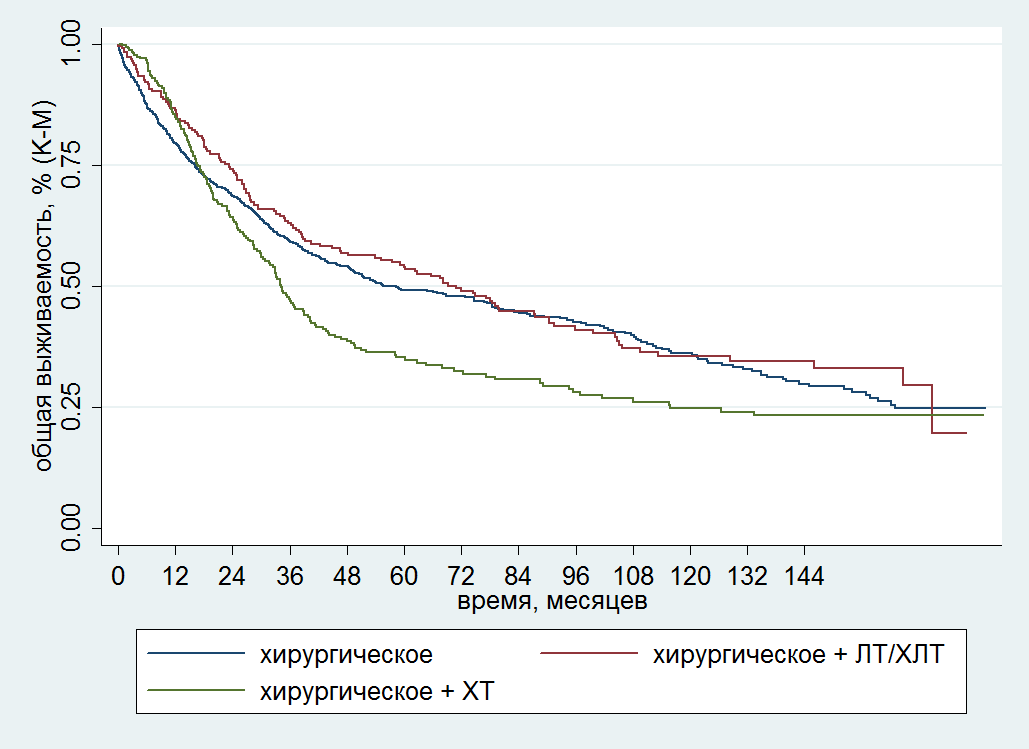 общая выживаемость, % (K-M)
1.00
0.75
0.50
0.25
0.00
0 12 24 36 48 60 72 84 96 108 120 132 144
время, месяцев
хирургическое
хирургическое + ЛТ/ХЛТ
хирургическое + ХТ